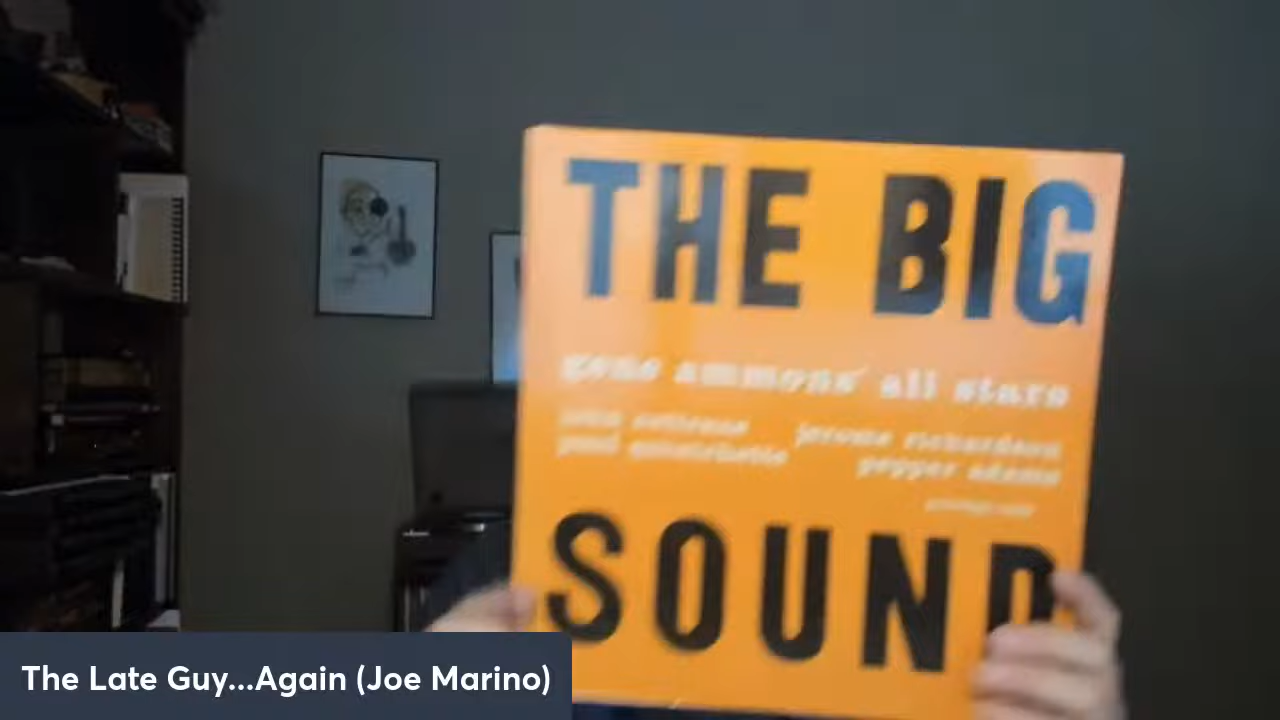 THE BIG
gene ammons' all stars
john coltrane
paul quinichette
jerome richardson
pepper adams
SOUND
The Late Guy...Again (Joe Marino)